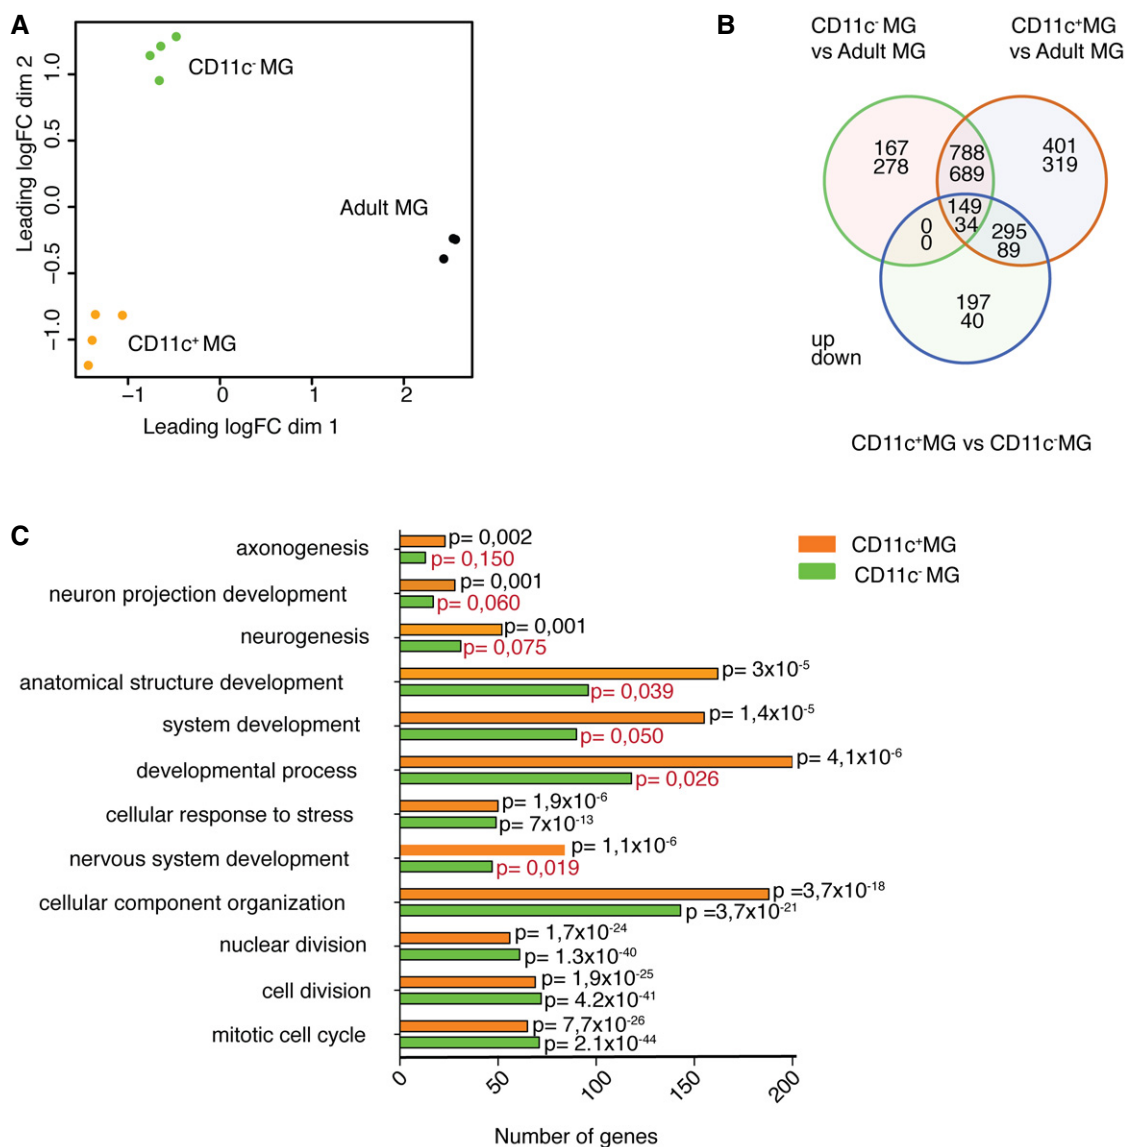 A
Leading logFC dim 2
1.0
0.5
0.0
−0.5
−1.0
CD11c⁻ MG
Adult MG
CD11c⁺ MG
−1
0
1
2
Leading logFC dim 1
B
CD11c⁻ MG
vs Adult MG
CD11c⁺MG
vs Adult MG
167
278
788
689
401
319
149
34
0
0
295
89
197
40
up
down
CD11c⁺MG vs CD11c⁻MG
C
CD11c⁺MG
CD11c⁻ MG
axonogenesis
p= 0,002
p= 0,150
neuron projection development
p= 0,001
p= 0,060
neurogenesis
p= 0,001
p= 0,075
anatomical structure development
p= 3x10⁻⁵
p= 0,039
system development
p= 1,4x10⁻⁵
p= 0,050
developmental process
p= 4,1x10⁻⁶
p= 0,026
cellular response to stress
p= 1,9x10⁻⁶
p= 7x10⁻¹³
nervous system development
p= 1,1x10⁻⁶
p= 0,019
cellular component organization
p =3,7x10⁻¹⁸
p =3,7x10⁻²¹
nuclear division
p= 1,7x10⁻²⁴
p= 1.3x10⁻⁴⁰
cell division
p= 1,9x10⁻²⁵
p= 4.2x10⁻⁴¹
mitotic cell cycle
p= 7,7x10⁻²⁶
p= 2.1x10⁻⁴⁴
0
50
100
150
200
Number of genes